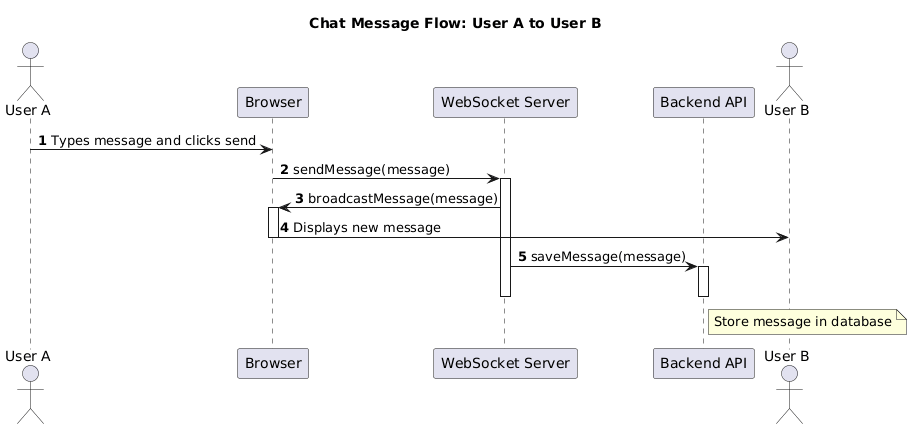 Chat Message Flow: User A to User B
User A
Browser
WebSocket Server
Backend API
User B
1 Types message and clicks send
2 sendMessage(message)
3 broadcastMessage(message)
4 Displays new message
5 saveMessage(message)
Store message in database
User A
Browser
WebSocket Server
Backend API
User B